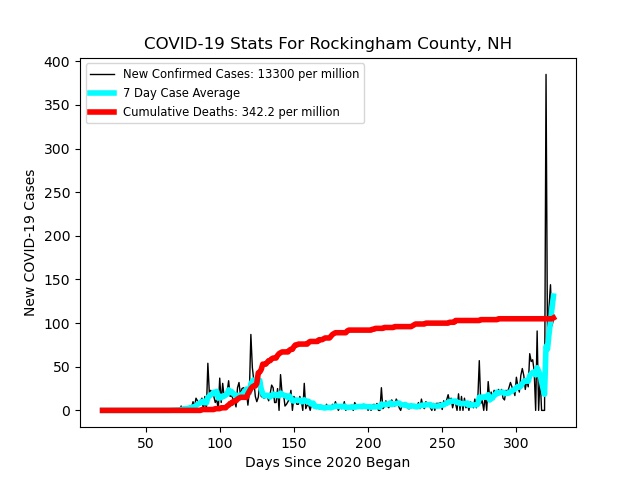 COVID-19 Stats For Rockingham County, NH
New Confirmed Cases: 13300 per million
7 Day Case Average
Cumulative Deaths: 342.2 per million
New COVID-19 Cases
400
350
300
250
200
150
100
50
0
50
100
150
200
250
300
Days Since 2020 Began